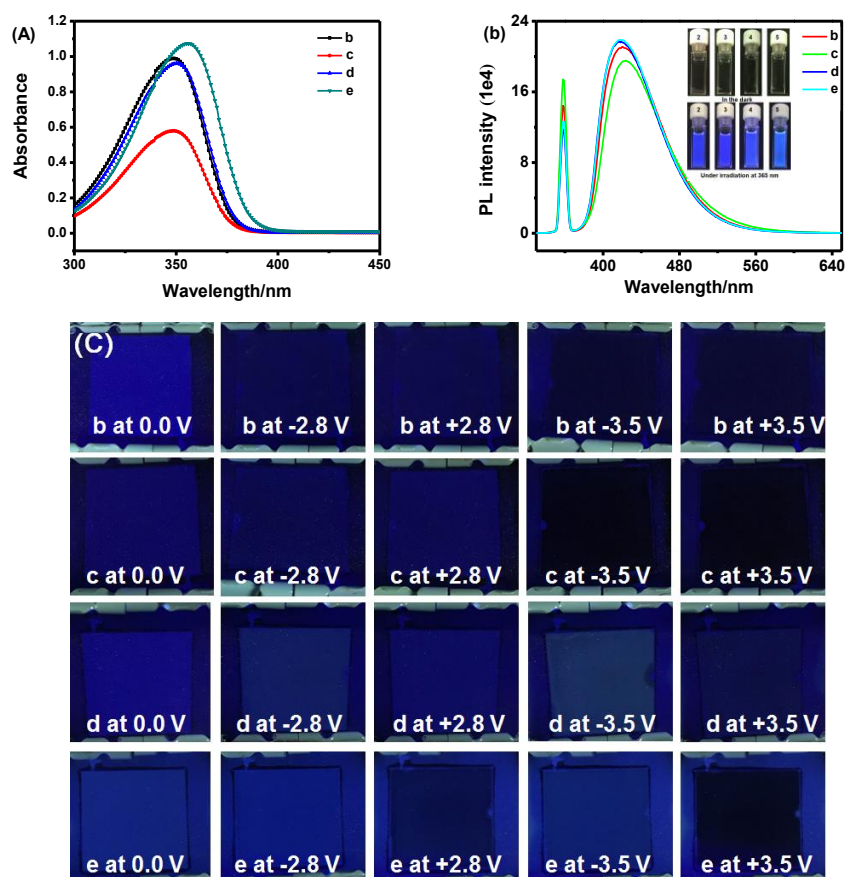 (A)
b
c
d
e
1.2
1.0
0.8
0.6
0.4
0.2
0.0
Absorbance
300
350
400
450
Wavelength/nm
(b)
b
c
d
e
24
18
12
6
0
PL intensity (1e4)
2 3 4 5
In the dark
2 3 4 5
Under irradiation at 365 nm
400
480
560
640
Wavelength/nm
(C)
b at 0.0 V
b at -2.8 V
b at +2.8 V
b at -3.5 V
b at +3.5 V
c at 0.0 V
c at -2.8 V
c at +2.8 V
c at -3.5 V
c at +3.5 V
d at 0.0 V
d at -2.8 V
d at +2.8 V
d at -3.5 V
d at +3.5 V
e at 0.0 V
e at -2.8 V
e at +2.8 V
e at -3.5 V
e at +3.5 V